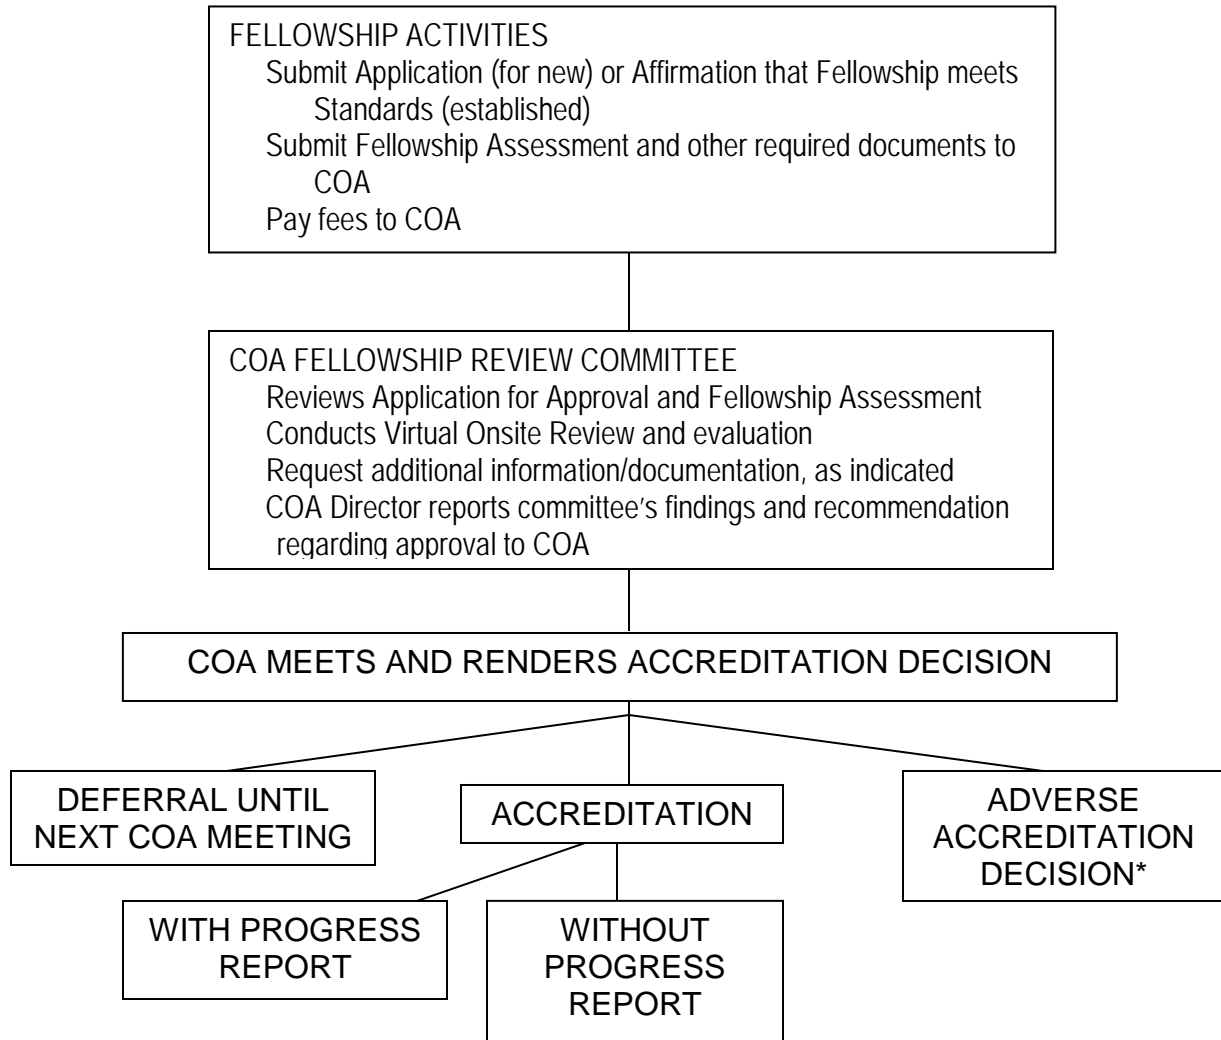 FELLOWSHIP ACTIVITIES
Submit Application (for new) or Affirmation that Fellowship meets
Standards (established)
Submit Fellowship Assessment and other required documents to
COA
Pay fees to COA
COA FELLOWSHIP REVIEW COMMITTEE
Reviews Application for Approval and Fellowship Assessment
Conducts Virtual Onsite Review and evaluation
Request additional information/documentation, as indicated
COA Director reports committee's findings and recommendation
regarding approval to COA
COA MEETS AND RENDERS ACCREDITATION DECISION
DEFERRAL UNTIL
NEXT COA MEETING
ACCREDITATION
ADVERSE
ACCREDITATION
DECISION*
WITH PROGRESS
REPORT
WITHOUT
PROGRESS
REPORT